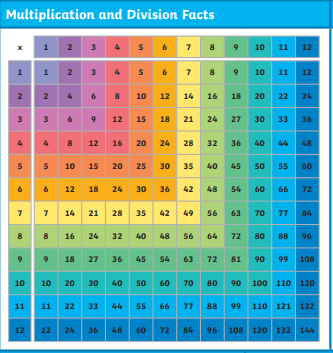 Multiplication and Division Facts
x 1 2 3 4 5 6 7 8 9 10 11 12
1 1 2 3 4 5 6 7 8 9 10 11 12
2 2 4 6 8 10 12 14 16 18 20 22 24
3 3 6 9 12 15 18 21 24 27 30 33 36
4 4 8 12 16 20 24 28 32 36 40 44 48
5 5 10 15 20 25 30 35 40 45 50 55 60
6 6 12 18 24 30 36 42 48 54 60 66 72
7 7 14 21 28 35 42 49 56 63 70 77 84
8 8 16 24 32 40 48 56 64 72 80 88 96
9 9 18 27 36 45 54 63 72 81 90 99 108
10 10 20 30 40 50 60 70 80 90 100 110 120
11 11 22 33 44 55 66 77 88 99 110 121 132
12 12 24 36 48 60 72 84 96 108 120 132 144